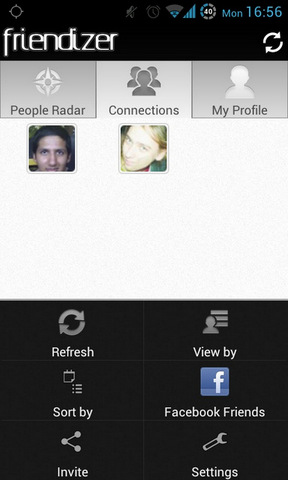 40 Mon 16:56
friendizer
People Radar Connections My Profile
Refresh View by
Sort by Facebook Friends
Invite Settings